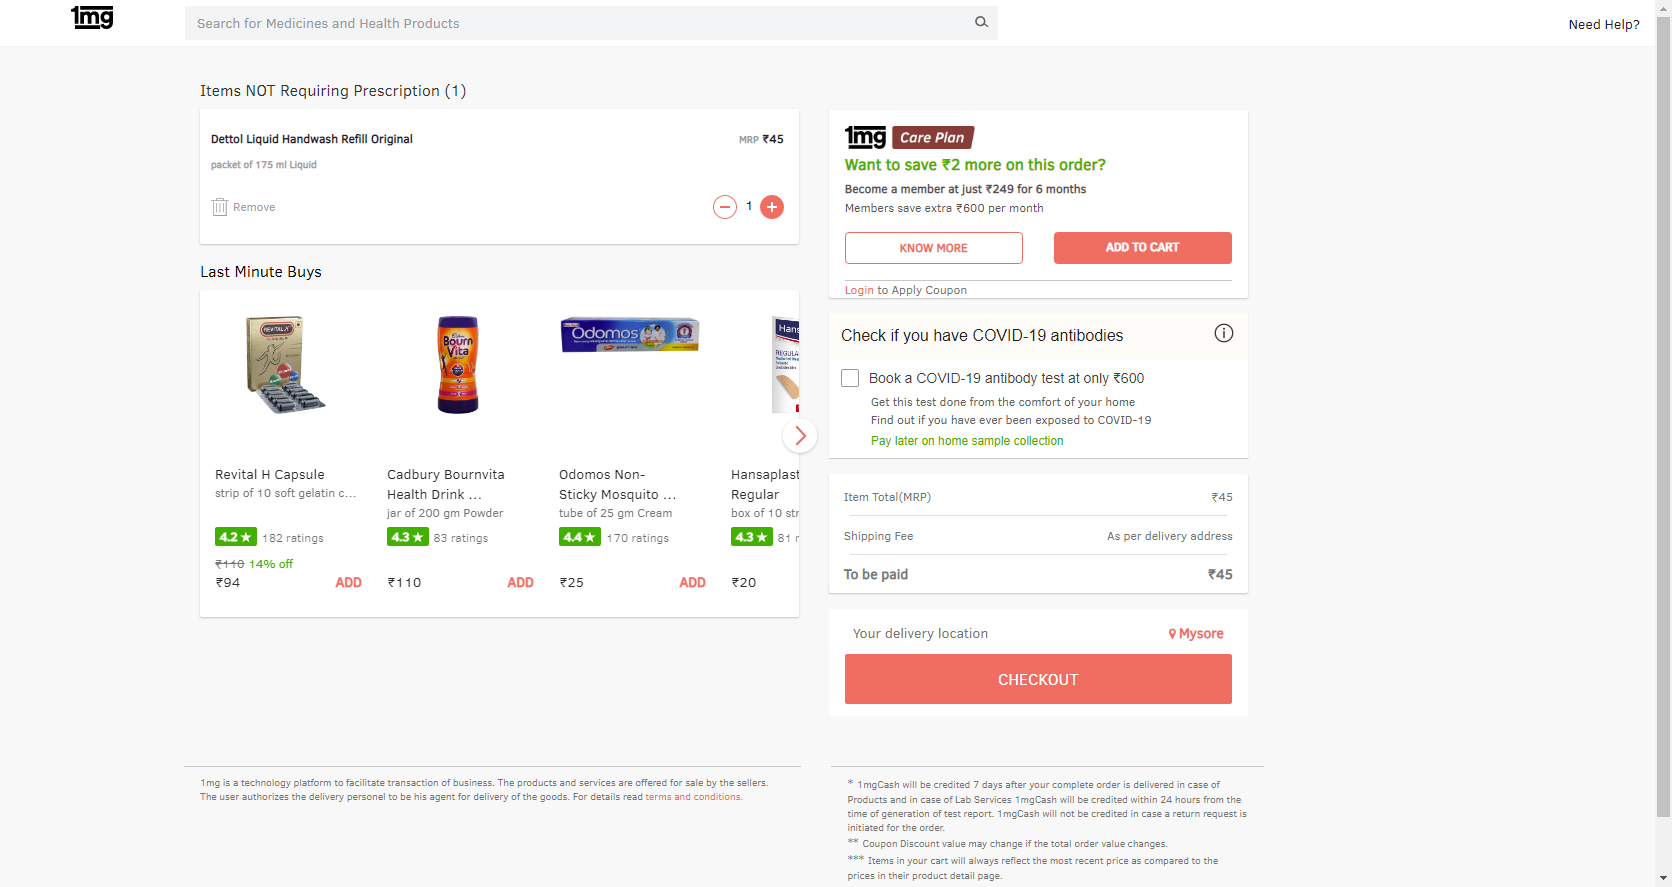 1mg
Search for Medicines and Health Products
Need Help?
Items NOT Requiring Prescription (1)
Dettol Liquid Handwash Refill Original
MRP ₹45
packet of 175 ml Liquid
Remove
1
Last Minute Buys
REVITAL H
Bourn
Vita
Odomos
Hans
REGULA
Revital H Capsule
strip of 10 soft gelatin c...
4.2★ 182 ratings
₹110 14% off
₹94 ADD
Cadbury Bournvita
Health Drink ...
jar of 200 gm Powder
4.3★ 83 ratings
₹110 ADD
Odomos Non-
Sticky Mosquito ...
tube of 25 gm Cream
4.4★ 170 ratings
₹25 ADD
Hansaplast
Regular
box of 10 str
4.3★ 81 r
₹20
1mg Care Plan
Want to save ₹2 more on this order?
Become a member at just ₹249 for 6 months
Members save extra ₹600 per month
KNOW MORE
ADD TO CART
Login to Apply Coupon
Check if you have COVID-19 antibodies
Book a COVID-19 antibody test at only ₹600
Get this test done from the comfort of your home
Find out if you have ever been exposed to COVID-19
Pay later on home sample collection
Item Total(MRP) ₹45
Shipping Fee As per delivery address
To be paid ₹45
Your delivery location Mysore
CHECKOUT
1mg is a technology platform to facilitate transaction of business. The products and services are offered for sale by the sellers.
The user authorizes the delivery personel to be his agent for delivery of the goods. For details read terms and conditions.
* 1mgCash will be credited 7 days after your complete order is delivered in case of
Products and in case of Lab Services 1mgCash will be credited within 24 hours from the
time of generation of test report. 1mgCash will not be credited in case a return request is
initiated for the order.
** Coupon Discount value may change if the total order value changes.
*** Items in your cart will always reflect the most recent price as compared to the
prices in their product detail page.